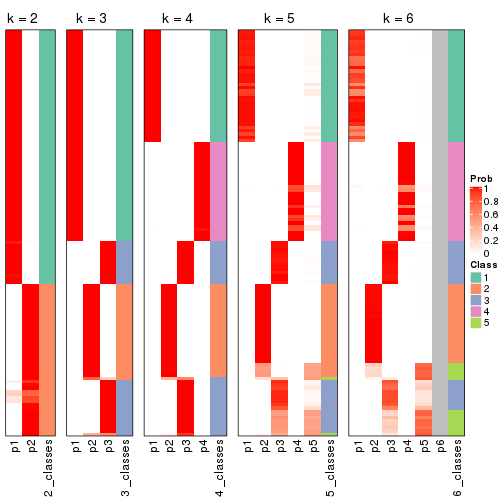 k = 2 k = 3 k = 4 k = 5 k = 6
Prob
1
0.8
0.6
0.4
0.2
0
Class
1
2
3
4
5
p1 p2 2_classes p1 p2 p3 3_classes p1 p2 p3 p4 4_classes p1 p2 p3 p4 p5 5_classes p1 p2 p3 p4 p5 p6 6_classes